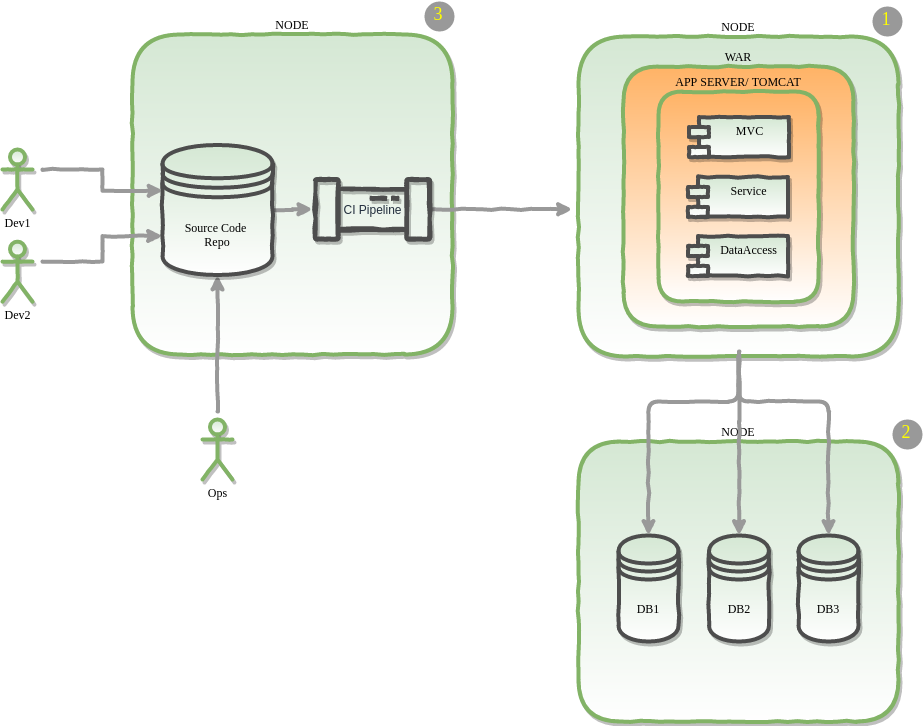 NODE
3
NODE
1
WAR
APP SERVER/ TOMCAT
MVC
Service
DataAccess
Dev1
Dev2
Source Code
Repo
CI Pipeline
Ops
NODE
2
DB1
DB2
DB3